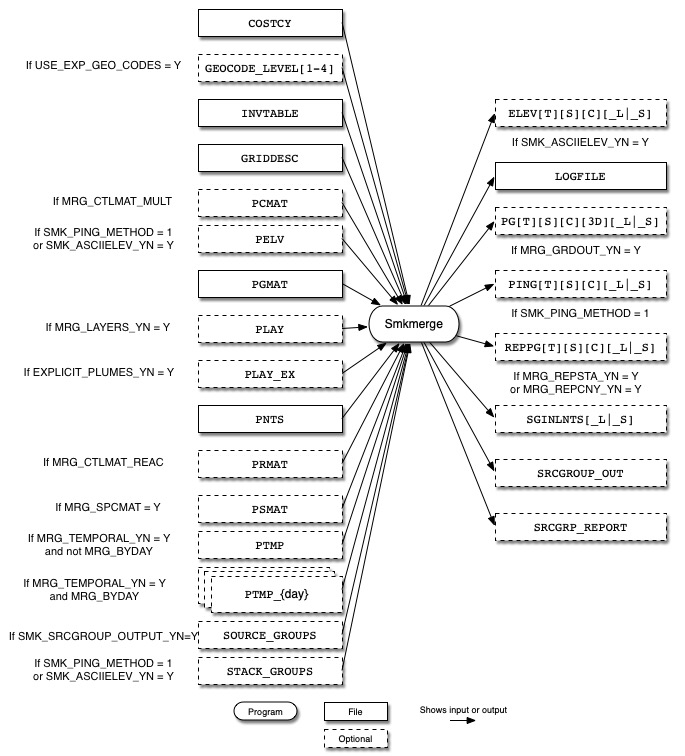 COSTCY
If USE_EXP_GEO_CODES = Y
GEOCODE_LEVEL[1-4]
INVTABLE
GRIDDESC
If MRG_CTLMAT_MULT
PCMAT
If SMK_PING_METHOD = 1
or SMK_ASCIIELEV_YN = Y
PELV
PGMAT
If MRG_LAYERS_YN = Y
PLAY
If EXPLICIT_PLUMES_YN = Y
PLAY_EX
PNTS
If MRG_CTLMAT_REAC
PRMAT
If MRG_SPCMAT = Y
PSMAT
If MRG_TEMPORAL_YN = Y
and not MRG_BYDAY
PTMP
If MRG_TEMPORAL_YN = Y
and MRG_BYDAY
PTMP_{day}
If SMK_SRCGROUP_OUTPUT_YN=Y
SOURCE_GROUPS
If SMK_PING_METHOD = 1
or SMK_ASCIIELEV_YN = Y
STACK_GROUPS
Smkmerge
ELEV[T][S][C][_L|_S]
If SMK_ASCIIELEV_YN = Y
LOGFILE
PG[T][S][C][3D][_L|_S]
If MRG_GRDOUT_YN = Y
PING[T][S][C][_L|_S]
If SMK_PING_METHOD = 1
REPPG[T][S][C][_L|_S]
If MRG_REPSTA_YN = Y
or MRG_REPCNY_YN = Y
SGINLNTS[_L|_S]
SRCGROUP_OUT
SRCGRP_REPORT
Program
File
Shows input or output
Optional